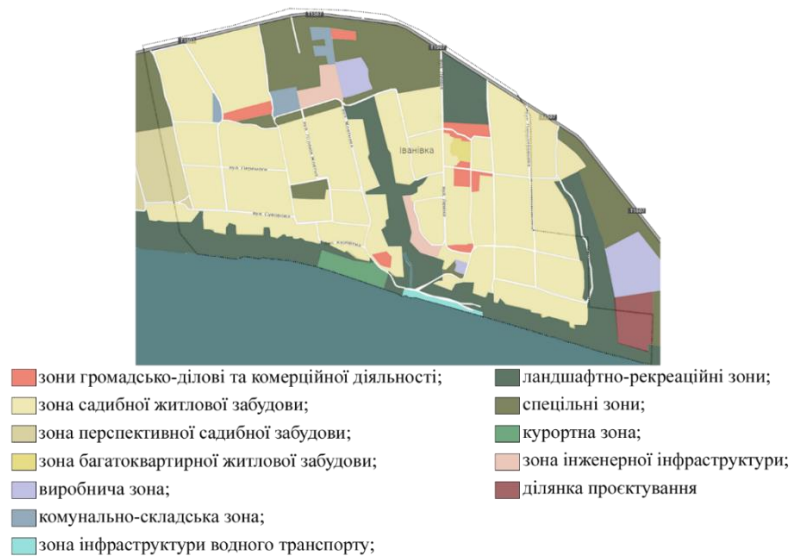 Іванівка
зони громадсько-ділові та комерційної діяльності;
зона садибної житлової забудови;
зона перспективної садибної забудови;
зона багатоквартирної житлової забудови;
виробнича зона;
комунально-складська зона;
зона інфраструктури водного транспорту;
ландшафтно-рекреаційні зони;
спецільні зони;
курортна зона;
зона інженерної інфраструктури;
ділянка проєктування